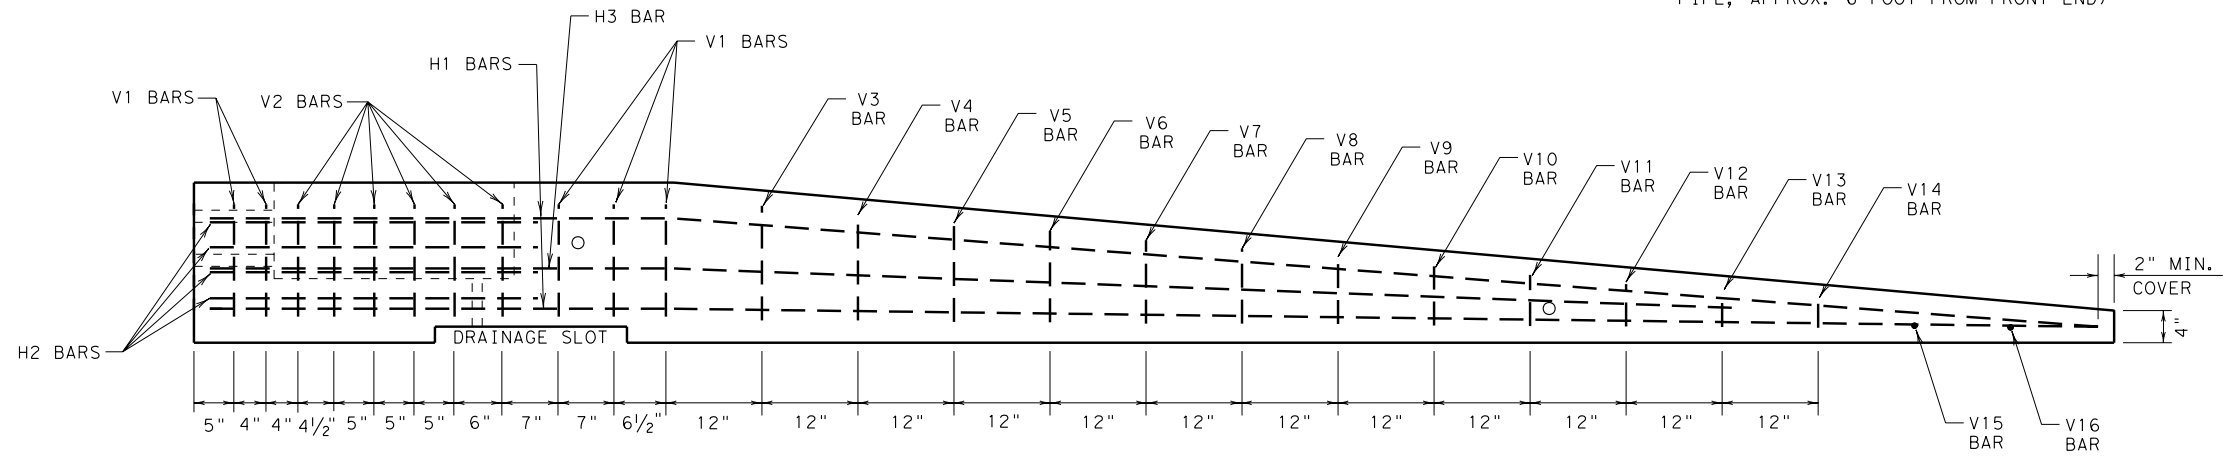 PIPE, APPROX. 6 FOOT FROM FRONT END)
H3 BAR
V1 BARS
H1 BARS
V1 BARS
V2 BARS
V3
BAR
V4
BAR
V5
BAR
V6
BAR
V7
BAR
V8
BAR
V9
BAR
V10
BAR
V11
BAR
V12
BAR
V13
BAR
V14
BAR
2" MIN.
COVER
4"
DRAINAGE SLOT
H2 BARS
5" 4" 4" 4½" 5" 5" 5" 6" 7" 7" 6½" 12" 12" 12" 12" 12" 12" 12" 12" 12" 12" 12" 12"
V15
BAR
V16
BAR